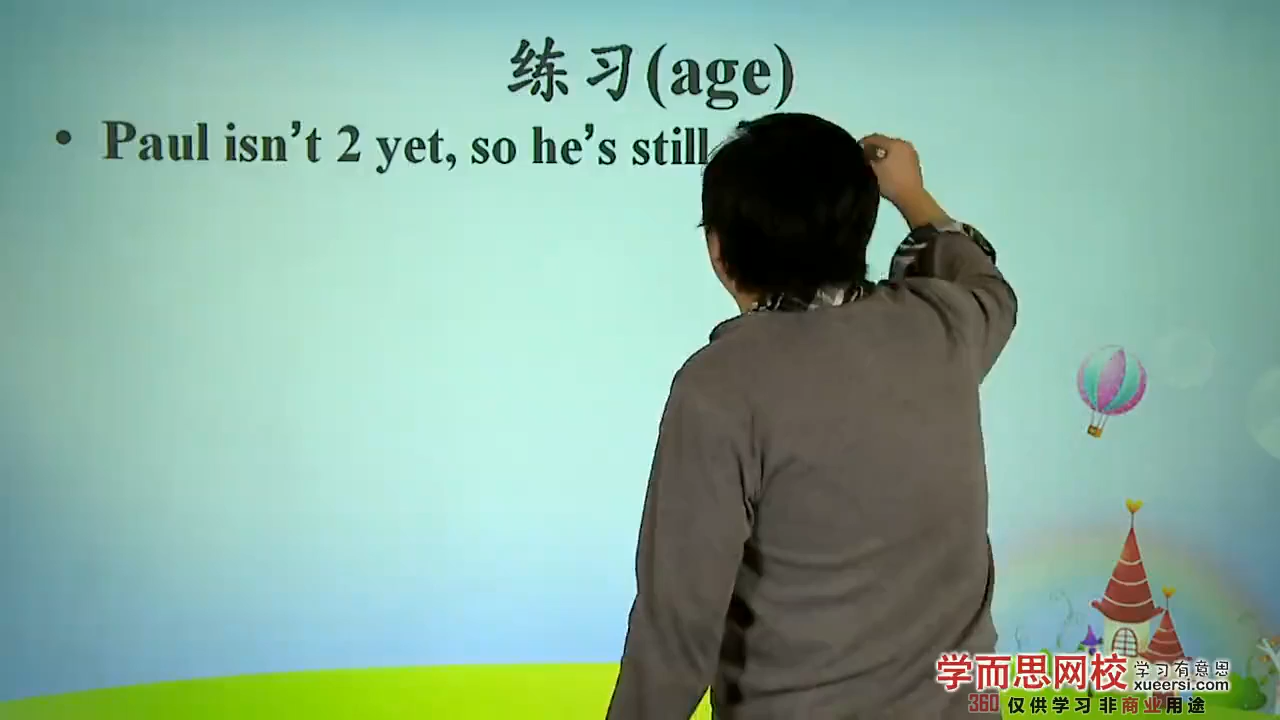 练习(age)
• Paul isn’t 2 yet, so he’s still
学而思网校 学习有意思
xueersi.com
360 仅供学习 非商业用途